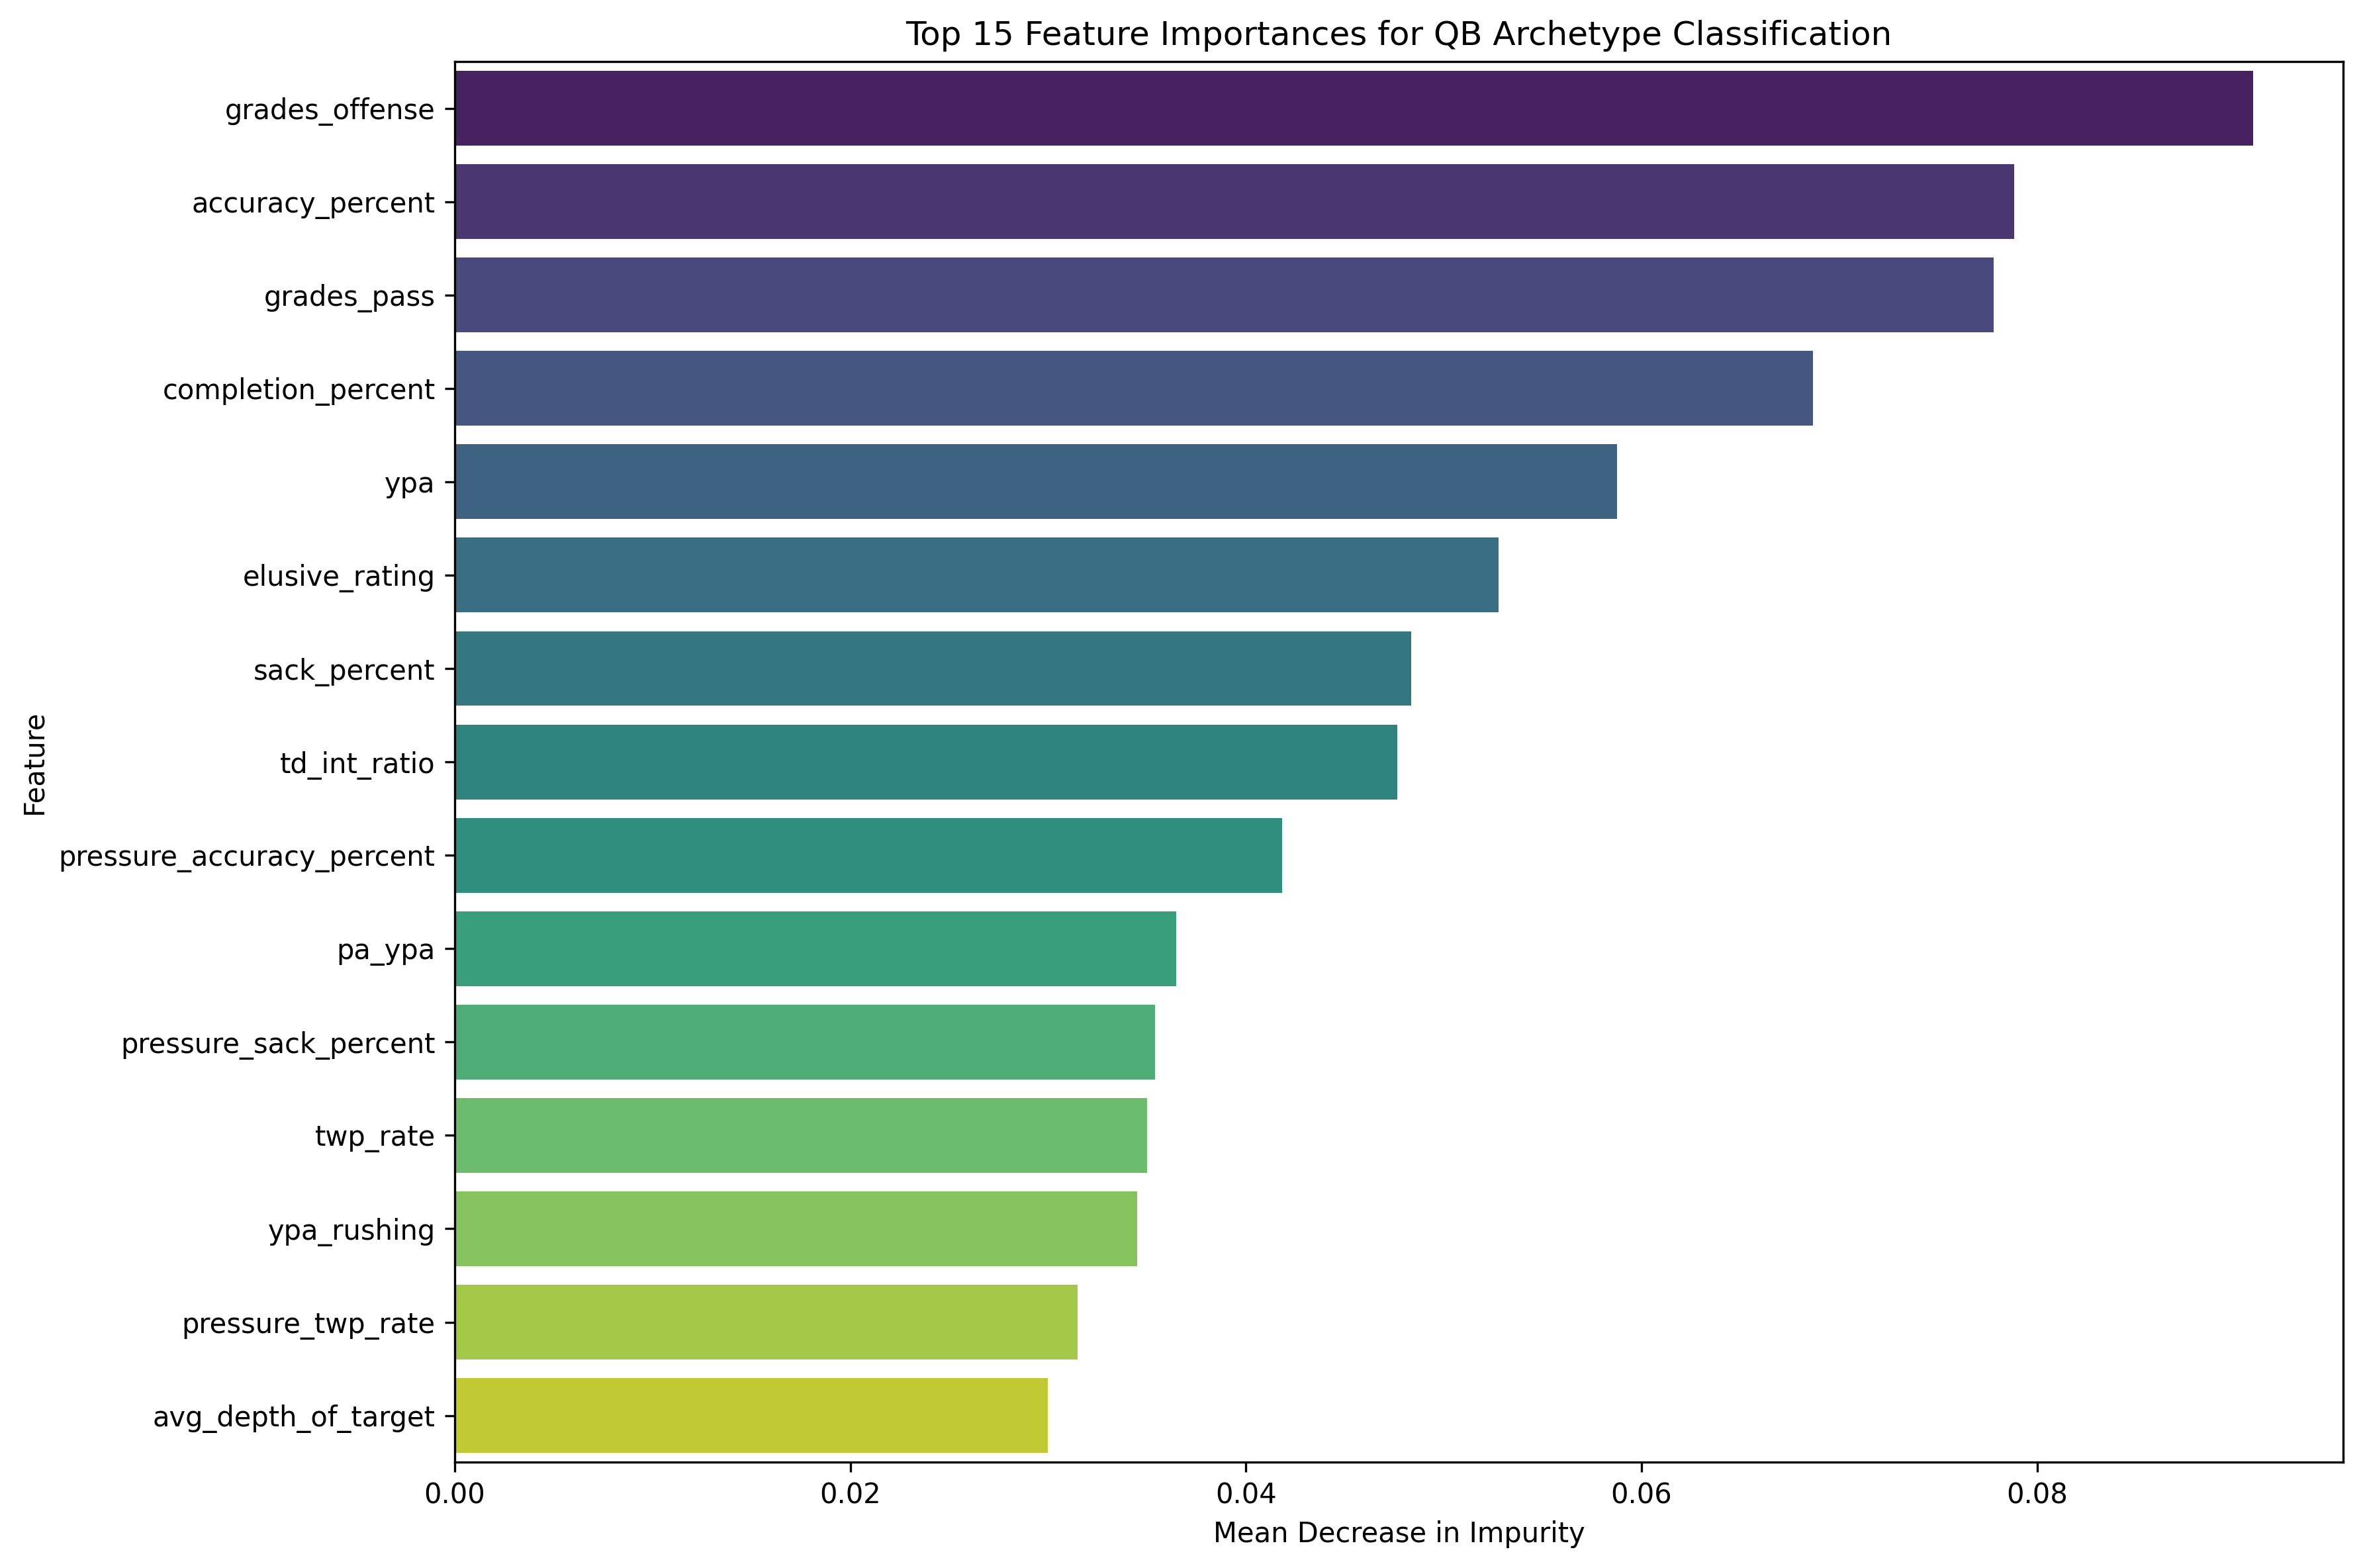 Top 15 Feature Importances for QB Archetype Classification
grades_offense
accuracy_percent
grades_pass
completion_percent
ypa
elusive_rating
sack_percent
td_int_ratio
pressure_accuracy_percent
pa_ypa
pressure_sack_percent
twp_rate
ypa_rushing
pressure_twp_rate
avg_depth_of_target
Feature
0.00 0.02 0.04 0.06 0.08
Mean Decrease in Impurity